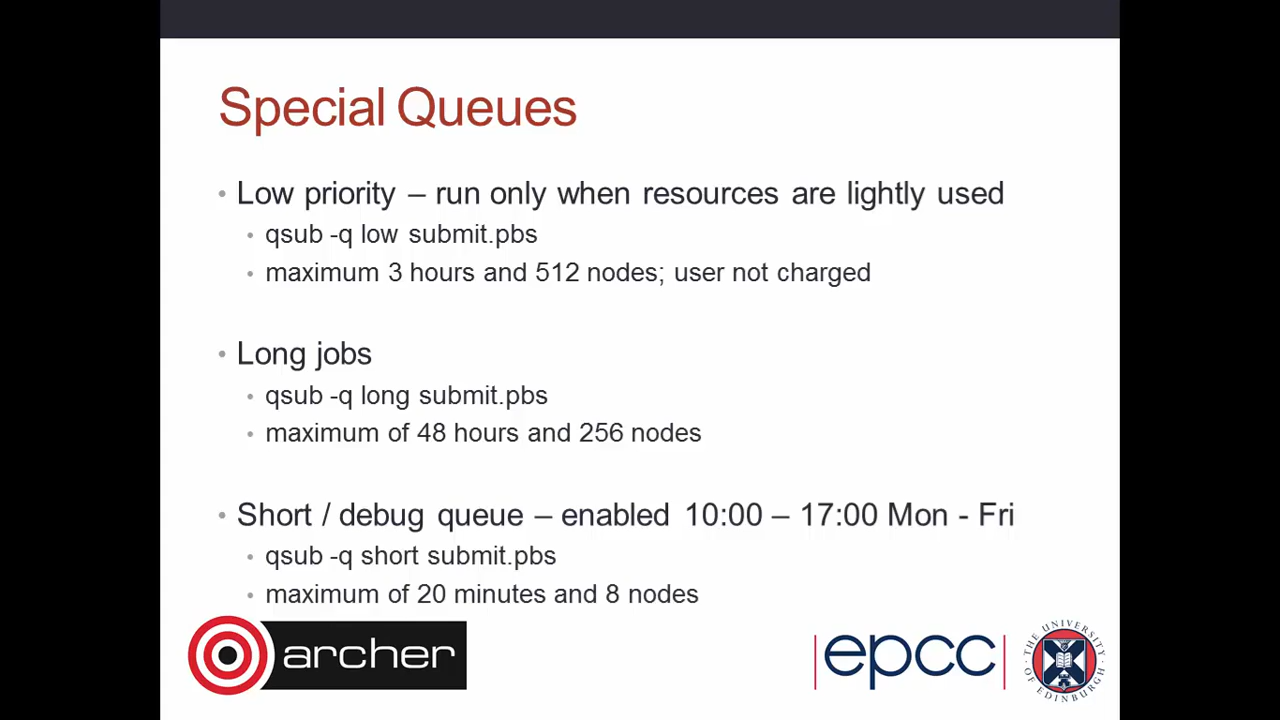 Special Queues
• Low priority – run only when resources are lightly used
• qsub -q low submit.pbs
• maximum 3 hours and 512 nodes; user not charged
• Long jobs
• qsub -q long submit.pbs
• maximum of 48 hours and 256 nodes
• Short / debug queue – enabled 10:00 – 17:00 Mon - Fri
• qsub -q short submit.pbs
• maximum of 20 minutes and 8 nodes
archer
epcc
THE UNIVERSITY OF EDINBURGH